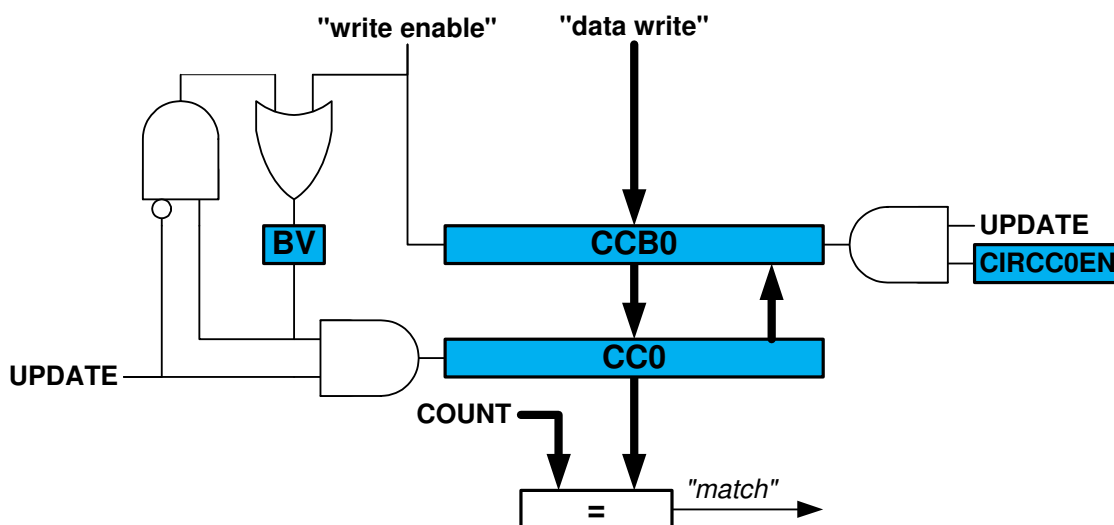 "write enable"
"data write"
UPDATE
BV
CCB0
CIRCC0EN
CC0
UPDATE
COUNT
"match"
=